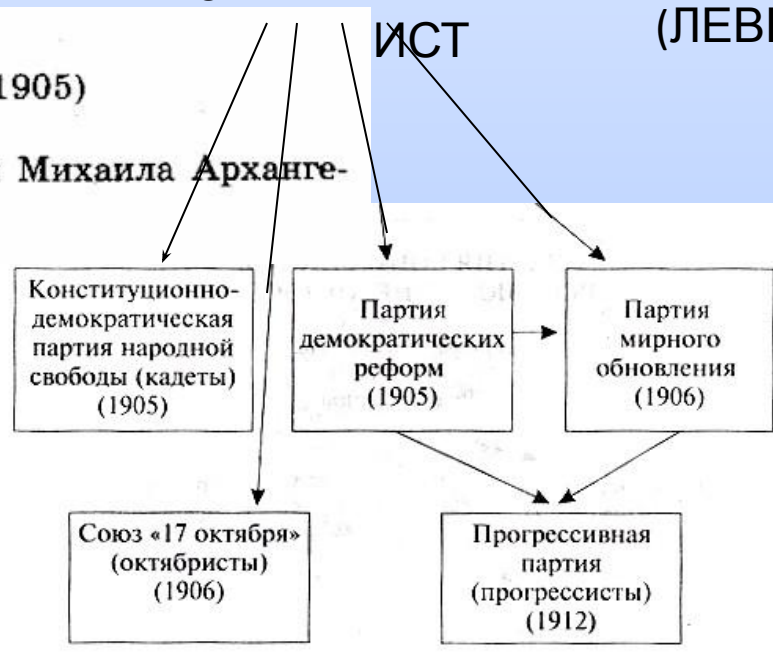 ИСТ
(ЛЕВ
1905)
Михаила Арханге-
Конституционно-
демократическая
партия народной
свободы (кадеты)
(1905)
Партия
демократических
реформ
(1905)
Партия
мирного
обновления
(1906)
Союз «17 октября»
(октябристы)
(1906)
Прогрессивная
партия
(прогрессисты)
(1912)